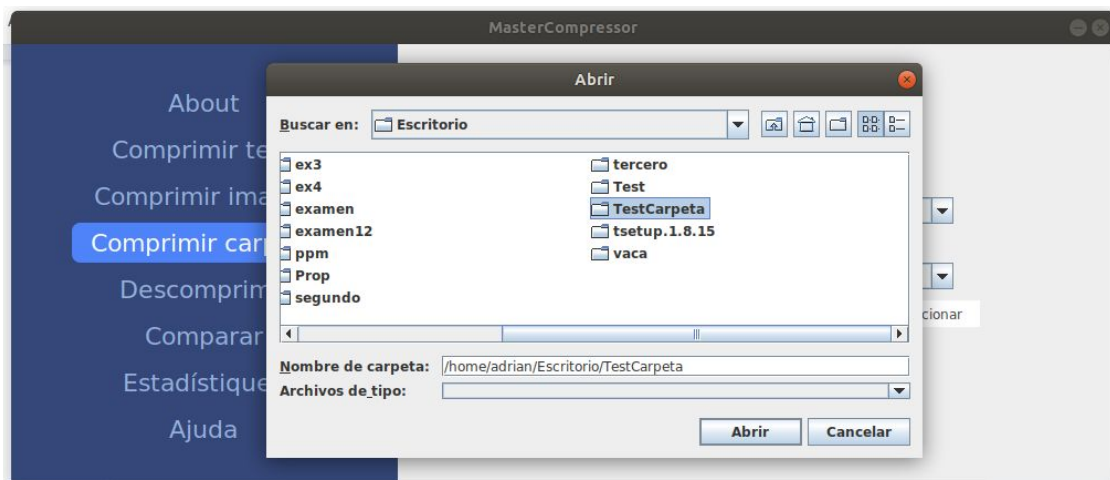 MasterCompressor
About
Comprimir te
Comprimir ima
Comprimir carp
Descomprim
Comparar
Estadístique
Ajuda
Abrir
Buscar en: Escritorio
ex3
ex4
examen
examen12
ppm
Prop
segundo
tercero
Test
TestCarpeta
tsetup.1.8.15
vaca
Nombre de carpeta: /home/adrian/Escritorio/TestCarpeta
Archivos de tipo:
Abrir Cancelar
cionar